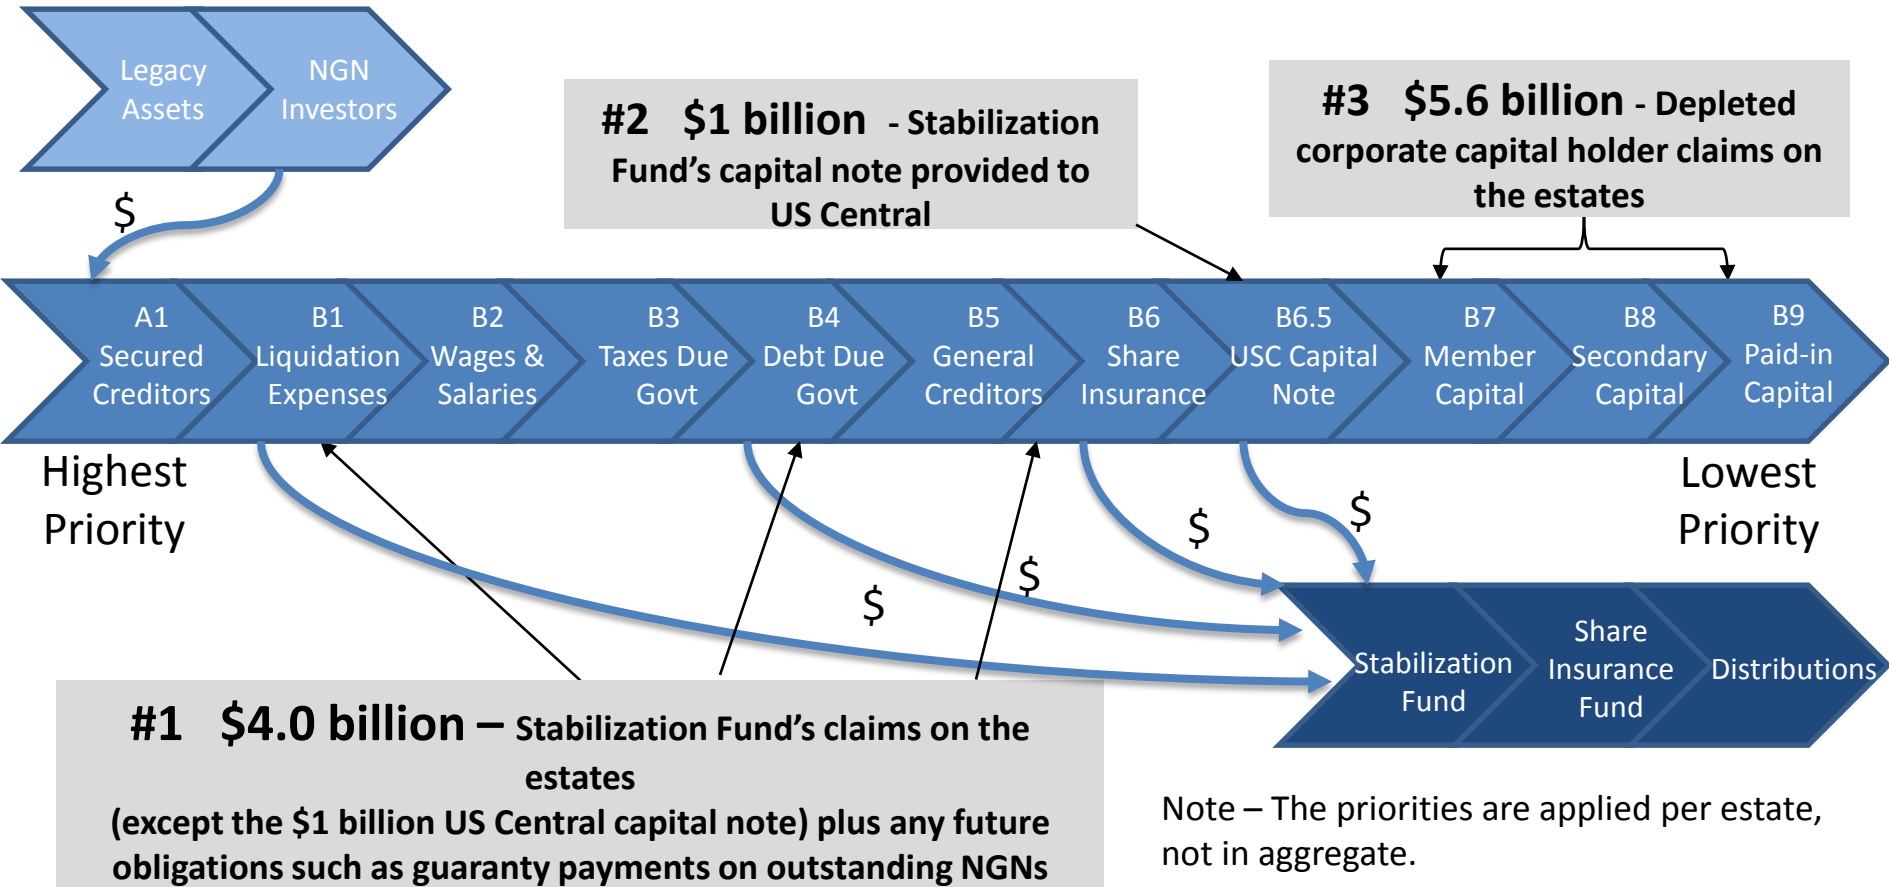 Legacy
Assets
NGN
Investors
$
#2 $1 billion - Stabilization
Fund’s capital note provided to
US Central
#3 $5.6 billion - Depleted
corporate capital holder claims on
the estates
A1
Secured
Creditors
B1
Liquidation
Expenses
B2
Wages &
Salaries
B3
Taxes Due
Govt
B4
Debt Due
Govt
B5
General
Creditors
B6
Share
Insurance
B6.5
USC Capital
Note
B7
Member
Capital
B8
Secondary
Capital
B9
Paid-in
Capital
Highest
Priority
Lowest
Priority
$
$
$
$
Stabilization
Fund
Share
Insurance
Fund
Distributions
#1 $4.0 billion – Stabilization Fund’s claims on the
estates
(except the $1 billion US Central capital note) plus any future
obligations such as guaranty payments on outstanding NGNs
Note – The priorities are applied per estate,
not in aggregate.